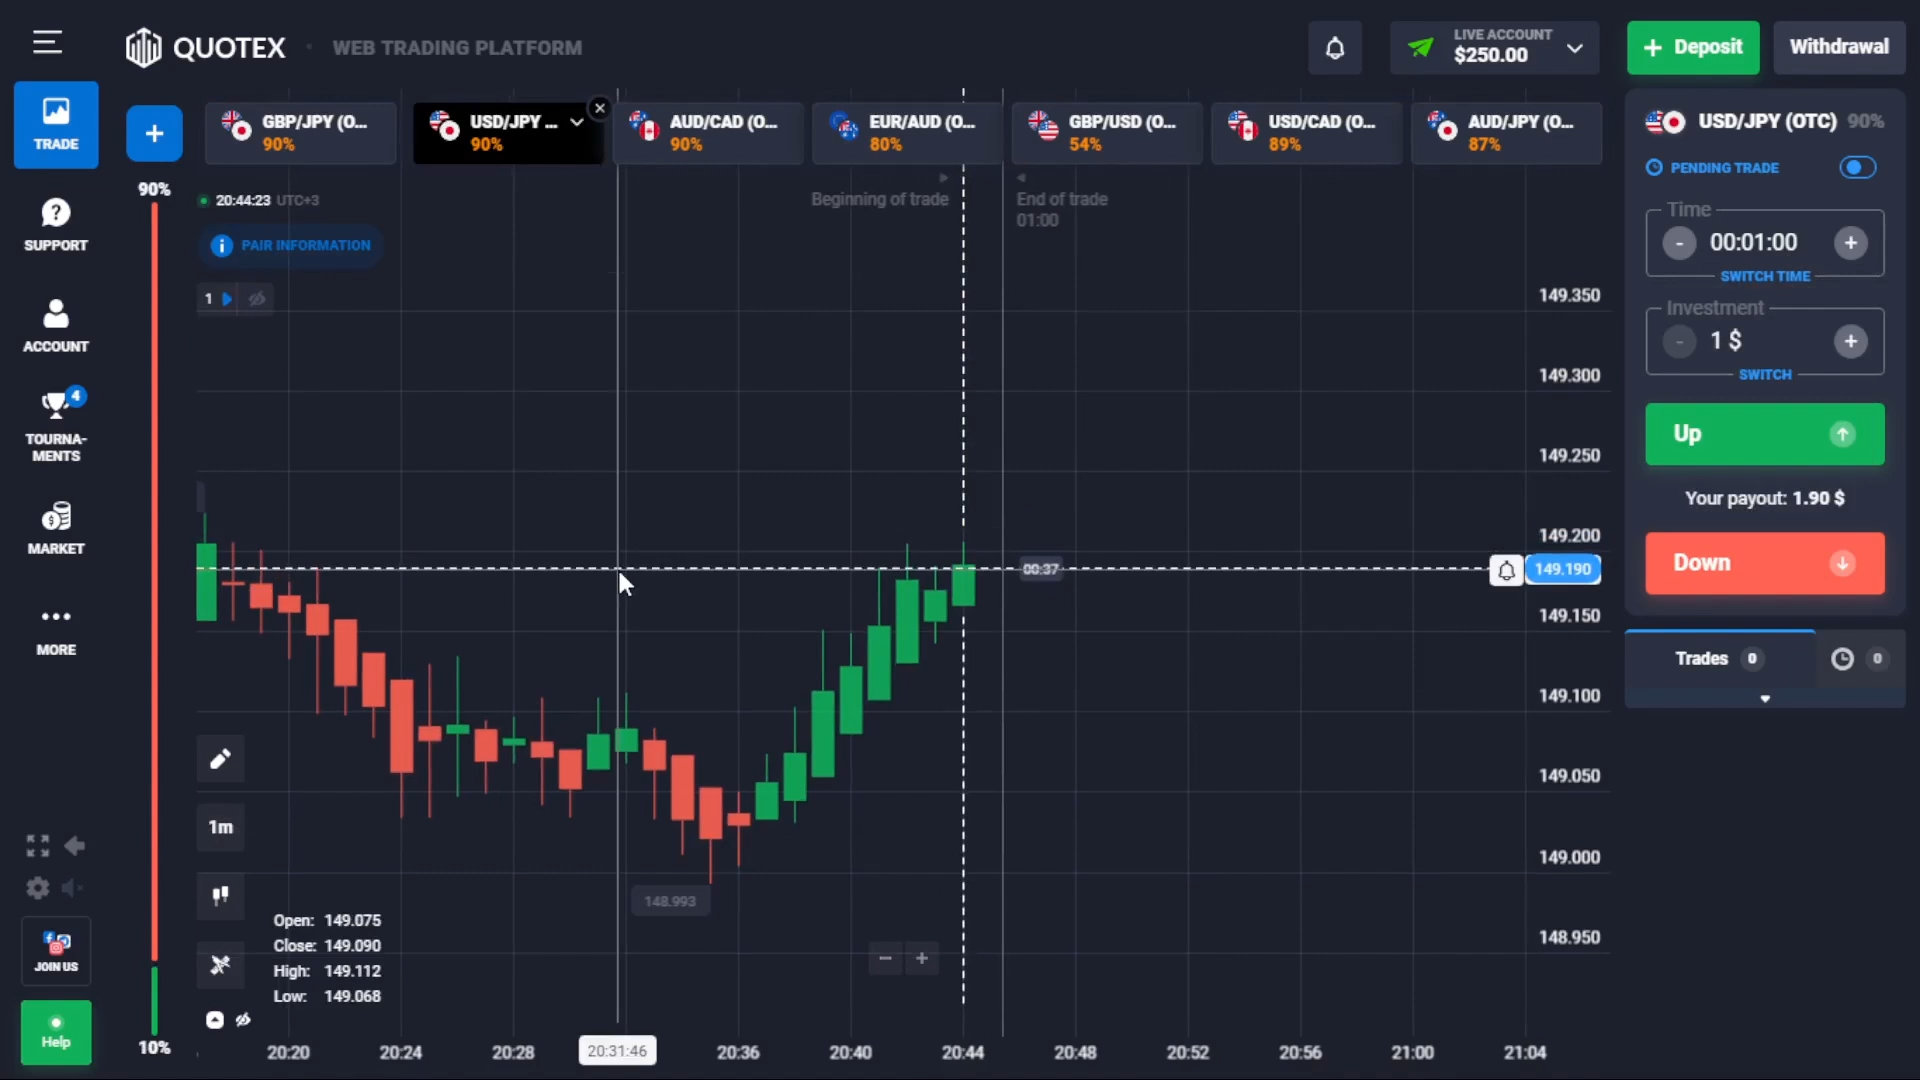 QUOTEX
WEB TRADING PLATFORM
LIVE ACCOUNT
$250.00
Deposit
Withdrawal
TRADE
SUPPORT
ACCOUNT
4
TOURNA-
MENTS
MARKET
MORE
JOIN US
Help
GBP/JPY (O...
90%
USD/JPY ...
90%
AUD/CAD (O...
90%
EUR/AUD (O...
80%
GBP/USD (O...
54%
USD/CAD (O...
89%
AUD/JPY (O...
87%
90%
10%
20:44:23 UTC+3
PAIR INFORMATION
1
Beginning of trade
End of trade
01:00
149.350
149.300
149.250
149.200
00:37
149.190
149.150
149.100
149.050
149.000
148.950
148.993
1m
Open: 149.075
Close: 149.090
High: 149.112
Low: 149.068
20:20
20:24
20:28
20:31:46
20:36
20:40
20:44
20:48
20:52
20:56
21:00
21:04
USD/JPY (OTC) 90%
PENDING TRADE
Time
- 00:01:00 +
SWITCH TIME
Investment
- 1 $ +
SWITCH
Up
Your payout: 1.90 $
Down
Trades 0
0